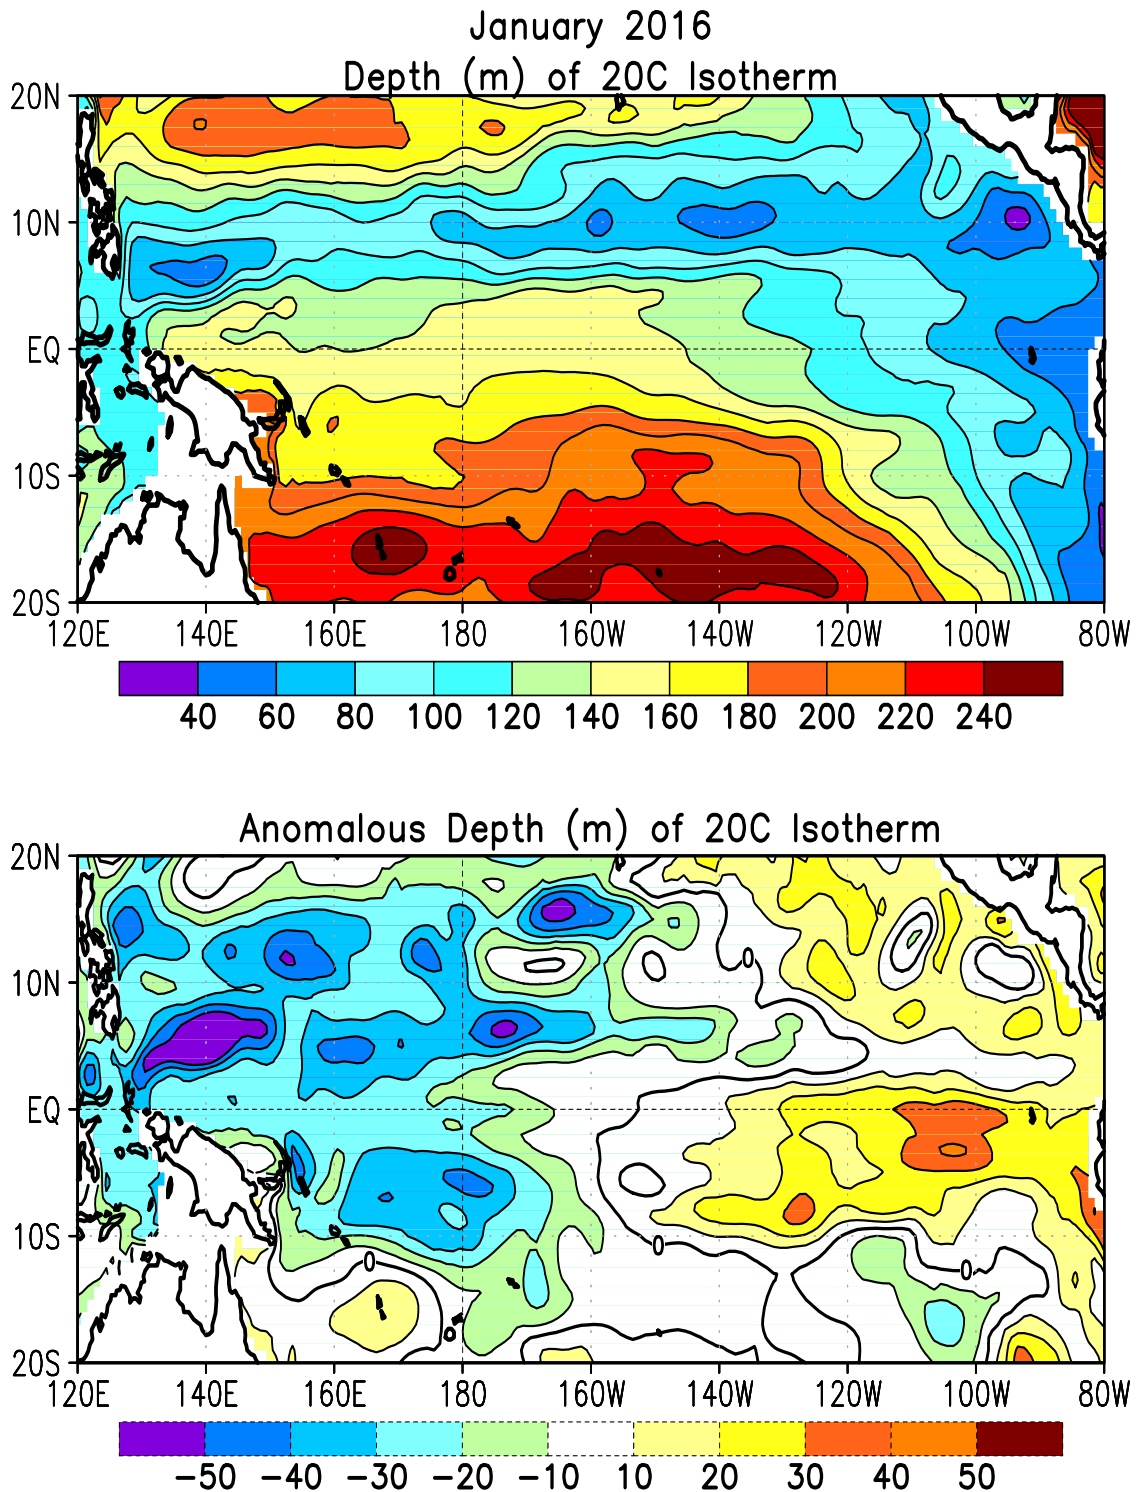 January 2016
Depth (m) of 20C Isotherm
20N
10N
EQ
10S
20S
120E 140E 160E 180 160W 140W 120W 100W 80W
40 60 80 100 120 140 160 180 200 220 240
Anomalous Depth (m) of 20C Isotherm
20N
0
10N
EQ
10S
0
0
0
20S
120E 140E 160E 180 160W 140W 120W 100W 80W
−50 −40 −30 −20 −10 10 20 30 40 50